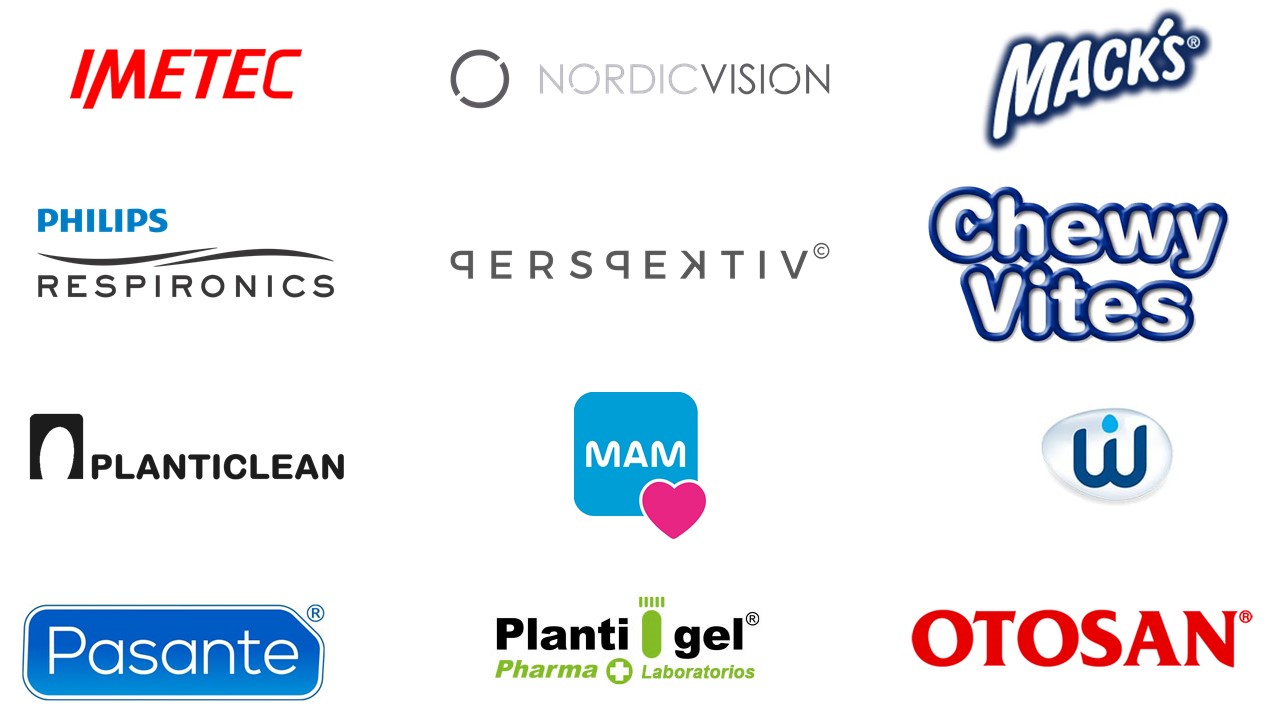 IMETEC
NORDICVISION
MACK'S®
PHILIPS
RESPIRONICS
PERSPEKTIV©
Chewy
Vites
PLANTICLEAN
MAM
W
Pasante®
Planti gel®
Pharma Laboratorios
OTOSAN®